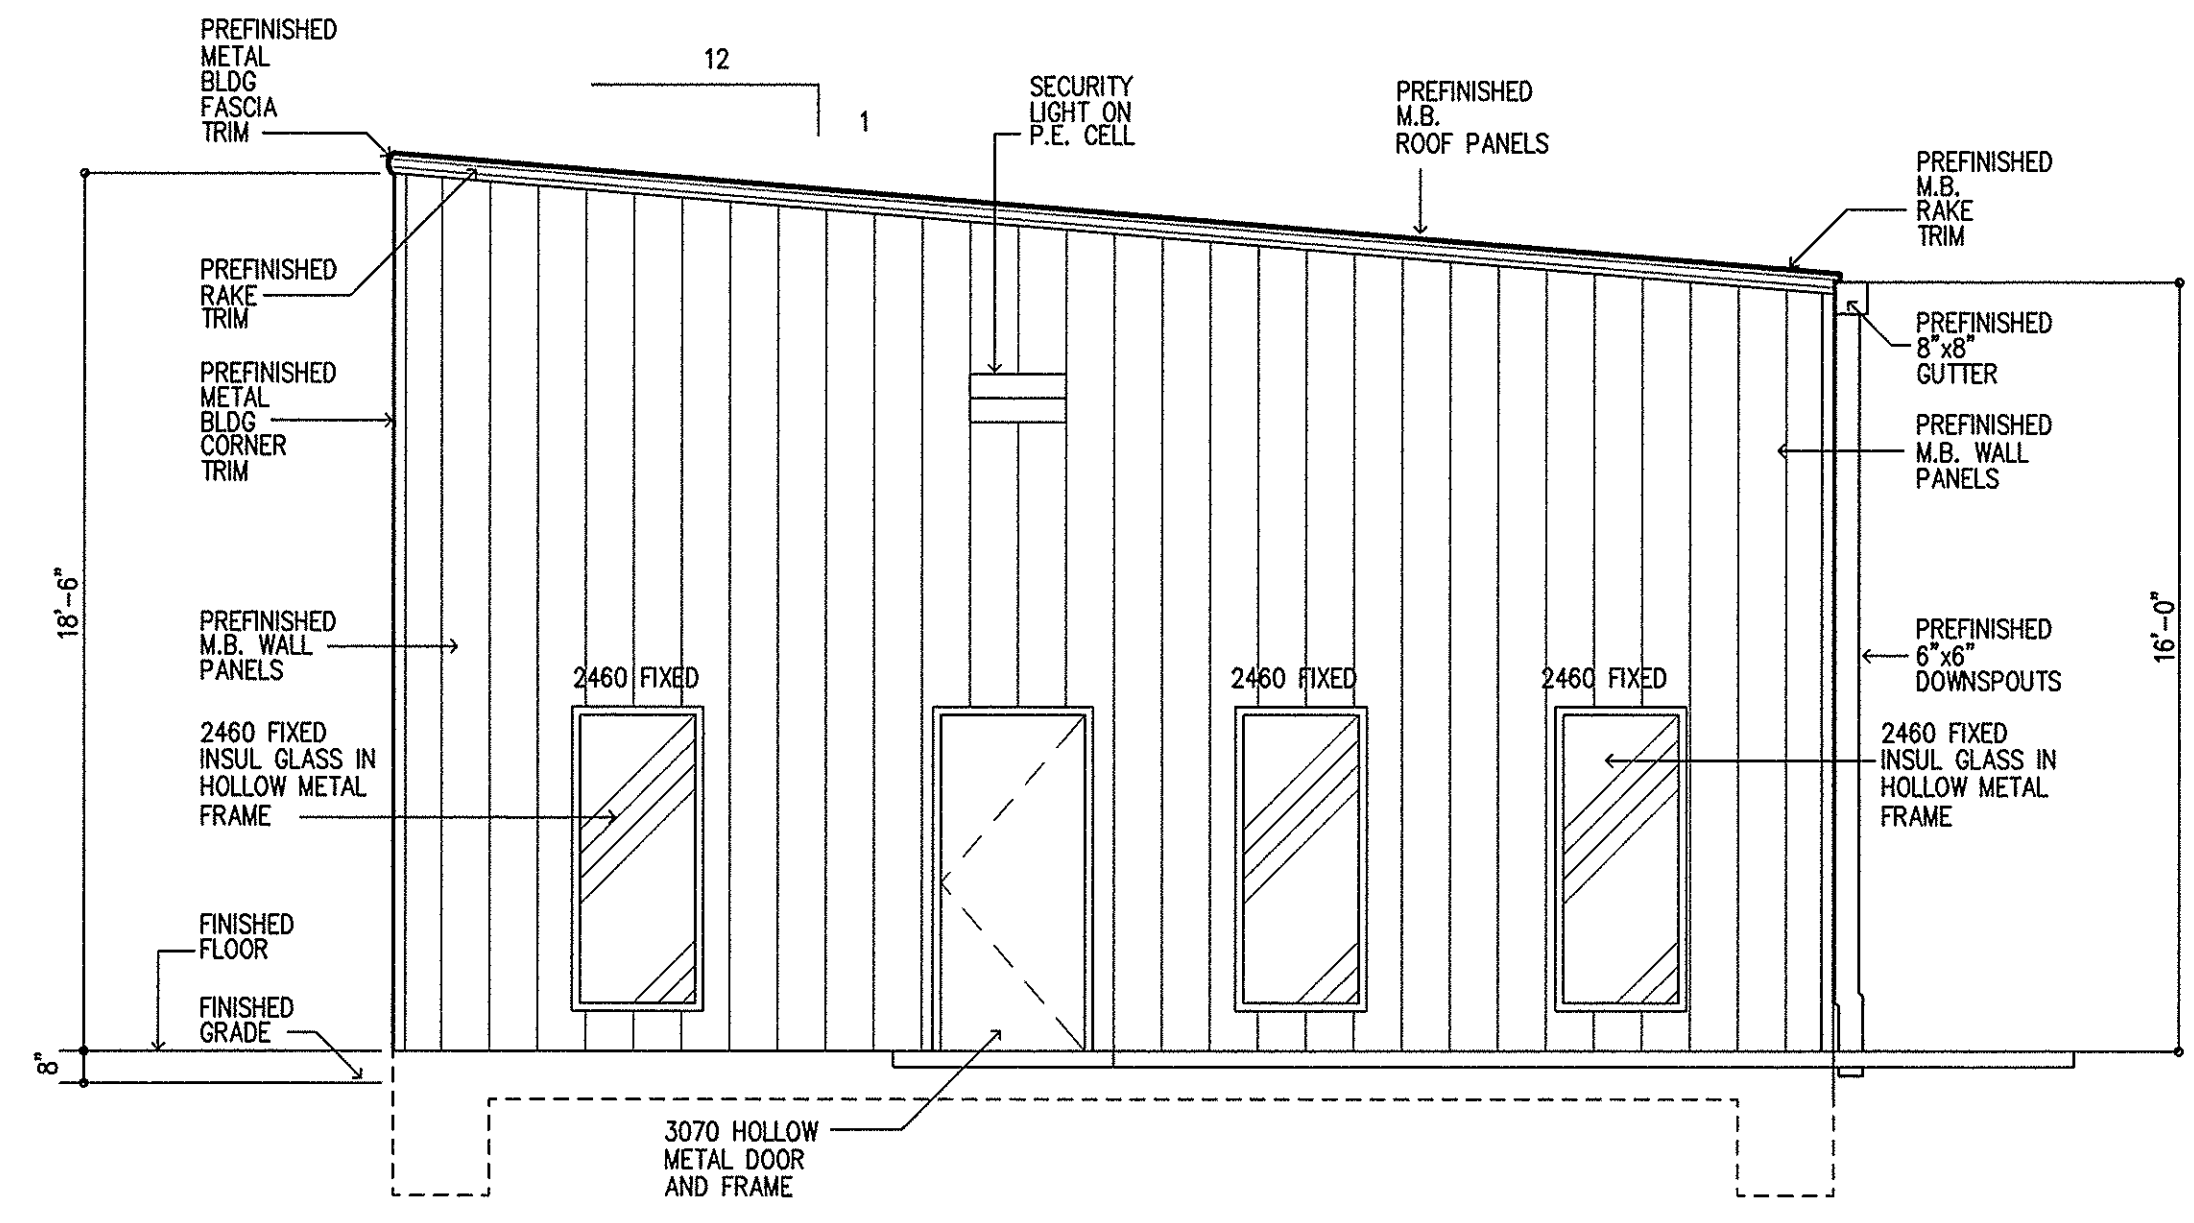 PREFINISHED
METAL
BLDG
FASCIA
TRIM
12
1
SECURITY
LIGHT ON
P.E. CELL
PREFINISHED
M.B.
ROOF PANELS
PREFINISHED
M.B.
RAKE
TRIM
PREFINISHED
RAKE
TRIM
PREFINISHED
8"x8"
GUTTER
PREFINISHED
METAL
BLDG
CORNER
TRIM
PREFINISHED
M.B. WALL
PANELS
18'-6"
16'-0"
PREFINISHED
M.B. WALL
PANELS
PREFINISHED
6"x6"
DOWNSPOUTS
2460 FIXED
2460 FIXED
2460 FIXED
2460 FIXED
INSUL GLASS IN
HOLLOW METAL
FRAME
2460 FIXED
INSUL GLASS IN
HOLLOW METAL
FRAME
FINISHED
FLOOR
FINISHED
GRADE
8"
3070 HOLLOW
METAL DOOR
AND FRAME